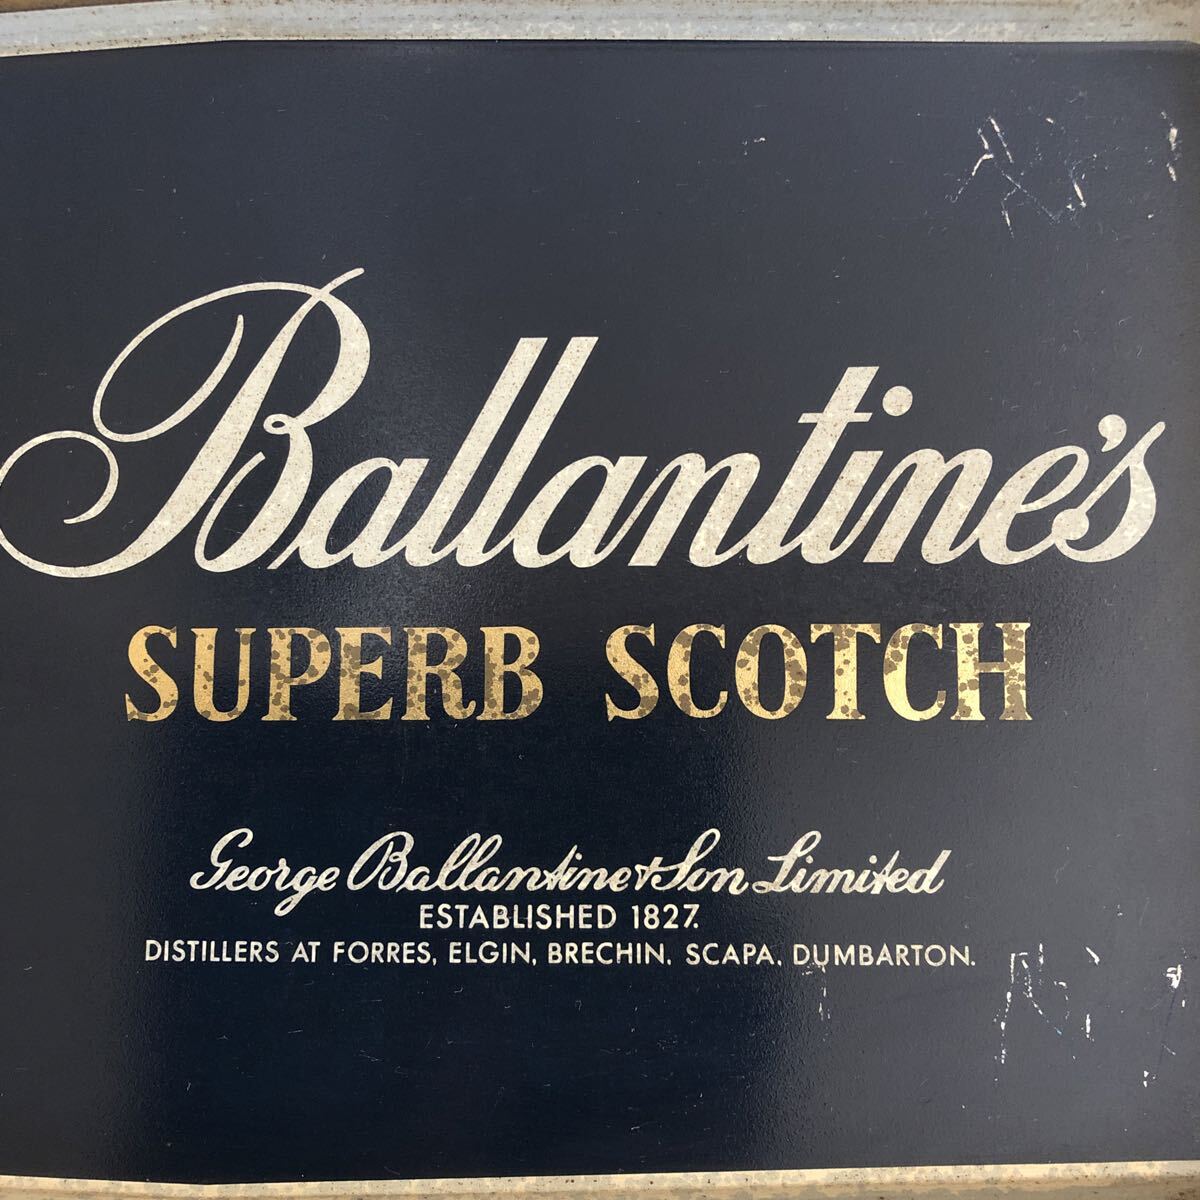 Ballantine's
SUPERB SCOTCH
George Ballantine & Son Limited
ESTABLISHED 1827.
DISTILLERS AT FORRES, ELGIN, BRECHIN, SCAPA, DUMBARTON.